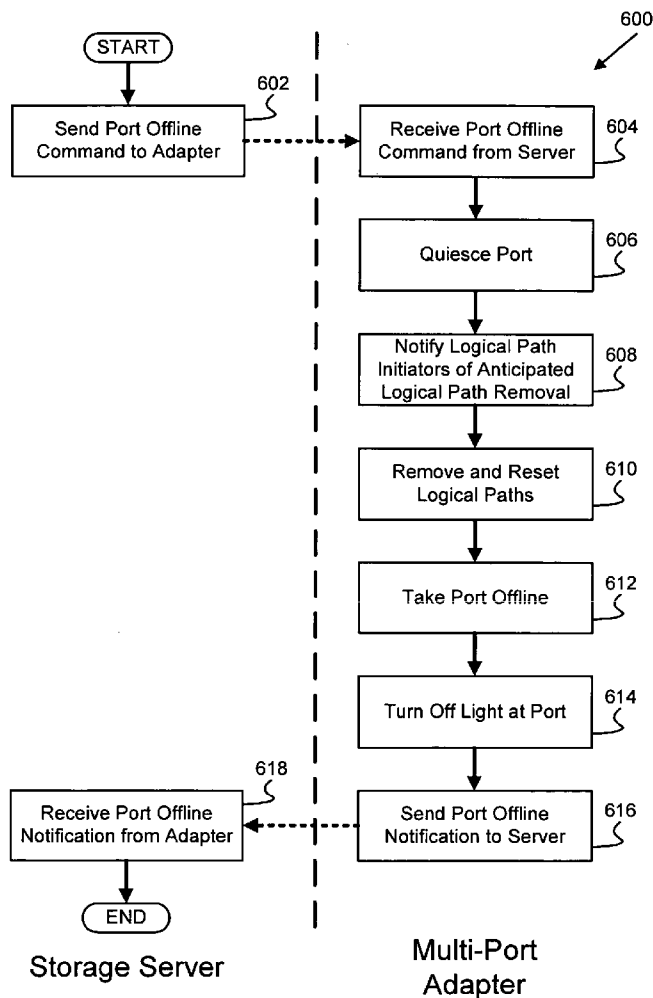 600
START
602
Send Port Offline
Command to Adapter
Receive Port Offline
Command from Server
604
Quiesce Port
606
Notify Logical Path
Initiators of Anticipated
Logical Path Removal
608
Remove and Reset
Logical Paths
610
Take Port Offline
612
Turn Off Light at Port
614
618
Receive Port Offline
Notification from Adapter
Send Port Offline
Notification to Server
616
END
Storage Server
Multi-Port
Adapter